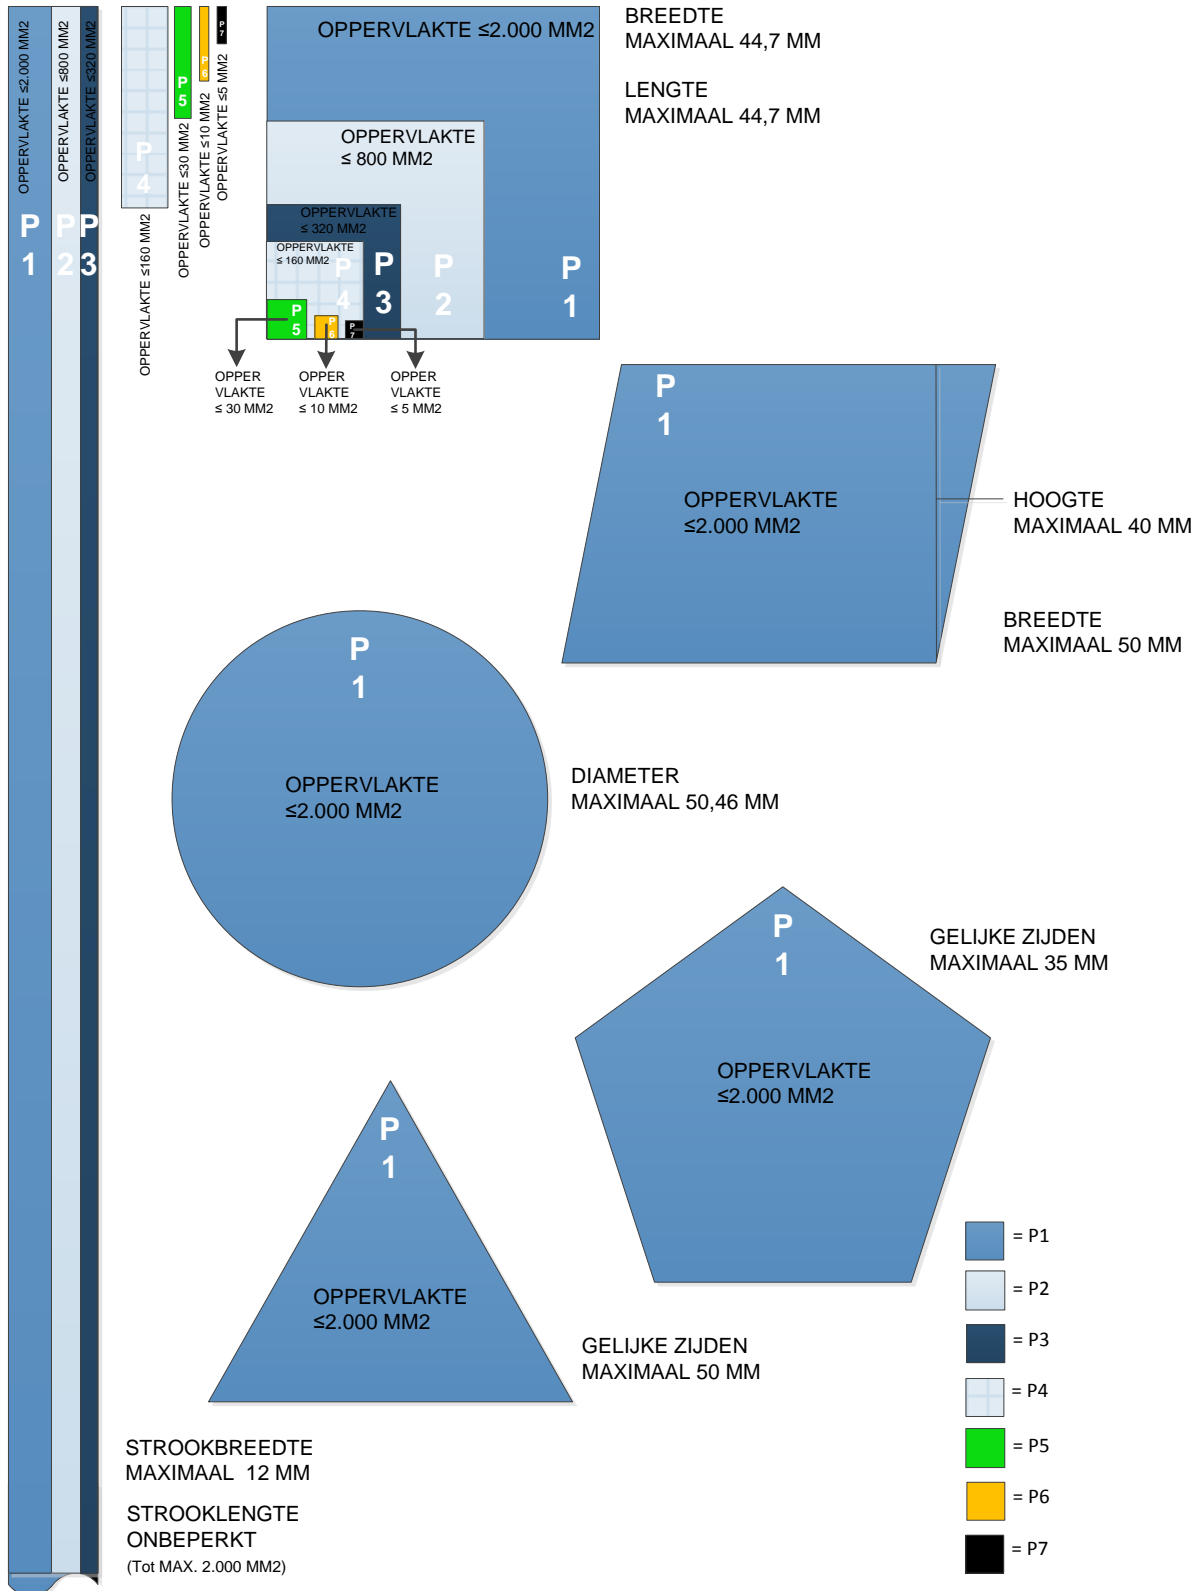 OPPERVLAKTE ≤2.000 MM2
P
1
OPPERVLAKTE ≤800 MM2
P
2
OPPERVLAKTE ≤320 MM2
P
3
P
4
OPPERVLAKTE ≤160 MM2
P
5
OPPERVLAKTE ≤30 MM2
P
6
OPPERVLAKTE ≤10 MM2
P
7
OPPERVLAKTE ≤5 MM2
OPPERVLAKTE ≤2.000 MM2
P
1
OPPERVLAKTE
≤ 800 MM2
P
2
OPPERVLAKTE
≤ 320 MM2
P
3
OPPERVLAKTE
≤ 160 MM2
P
4
P
5
P
6
P
7
OPPER
VLAKTE
≤ 30 MM2
OPPER
VLAKTE
≤ 10 MM2
OPPER
VLAKTE
≤ 5 MM2
BREEDTE
MAXIMAAL 44,7 MM
LENGTE
MAXIMAAL 44,7 MM
P
1
OPPERVLAKTE
≤2.000 MM2
HOOGTE
MAXIMAAL 40 MM
BREEDTE
MAXIMAAL 50 MM
P
1
OPPERVLAKTE
≤2.000 MM2
DIAMETER
MAXIMAAL 50,46 MM
P
1
OPPERVLAKTE
≤2.000 MM2
GELIJKE ZIJDEN
MAXIMAAL 35 MM
P
1
OPPERVLAKTE
≤2.000 MM2
GELIJKE ZIJDEN
MAXIMAAL 50 MM
STROOKBREEDTE
MAXIMAAL 12 MM
STROOKLENGTE
ONBEPERKT
(Tot MAX. 2.000 MM2)
= P1
= P2
= P3
= P4
= P5
= P6
= P7